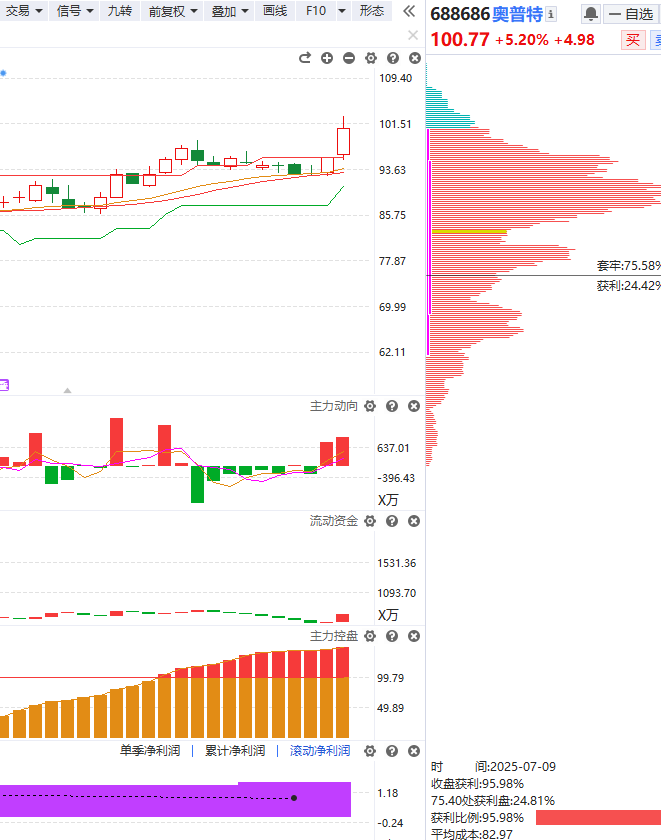 交易 信号 九转 前复权 叠加 画线 F10 形态
688686奥普特 自选
100.77 +5.20% +4.98 买
109.40
101.51
93.63
85.75
77.87
69.99
62.11
套牢:75.58%
获利:24.42%
主力动向
637.01
-396.43
X万
流动资金
1531.36
1093.70
X万
主力控盘
99.79
49.89
单季净利润 | 累计净利润 | 滚动净利润
1.18
-0.24
时 间:2025-07-09
收盘获利:95.98%
75.40处获利盘:24.81%
获利比例:95.98%
平均成本:82.97